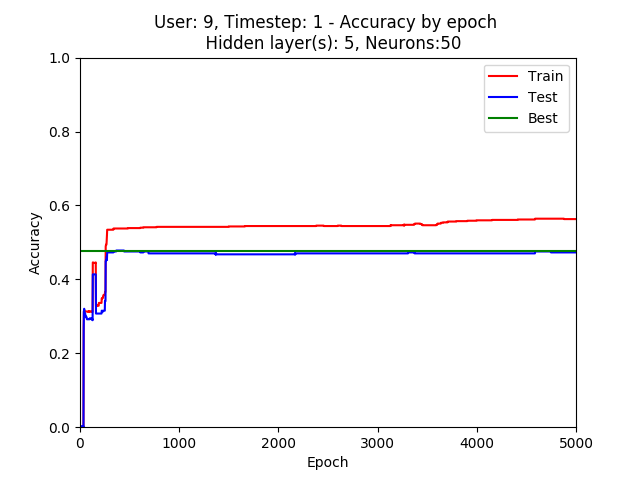 User: 9, Timestep: 1 - Accuracy by epoch
Hidden layer(s): 5, Neurons:50
1.0
0.8
0.6
0.4
0.2
0.0
Accuracy
Train
Test
Best
0 1000 2000 3000 4000 5000
Epoch